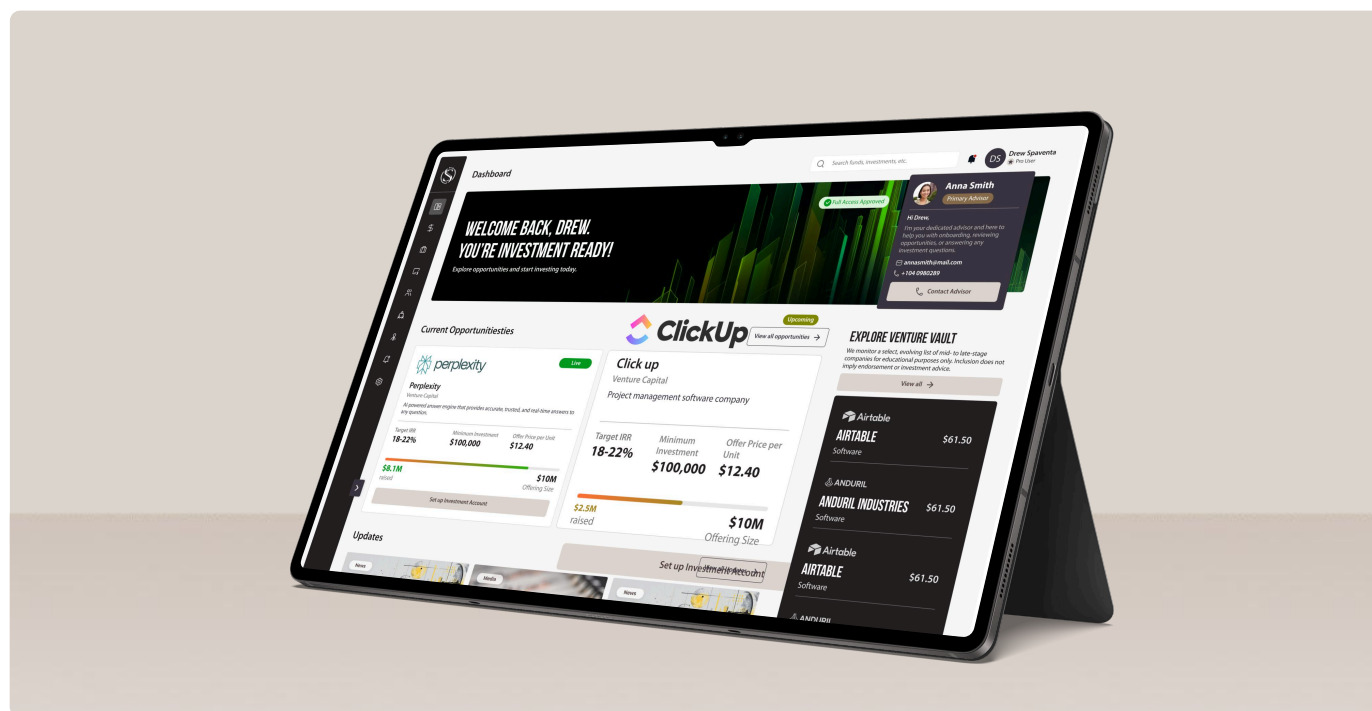 Dashboard
Search funds, investments, etc.
DS
Drew Spaventa
Pro User
WELCOME BACK, DREW.
YOU'RE INVESTMENT READY!
Explore opportunities and start investing today.
Full Access Approved
Anna Smith
Primary Advisor
Hi Drew,
I'm your dedicated advisor and here to
help you with onboarding, reviewing
opportunities, or answering any
investment questions.
annasmith@mail.com
+104 0980289
Contact Advisor
Current Opportunitiesties
ClickUp
Upcoming
View all opportunities
perplexity
Live
Perplexity
Venture Capital
AI-powered answer engine that provides accurate, trusted, and real-time answers to
any question.
Target IRR
18-22%
Minimum Investment
$100,000
Offer Price per Unit
$12.40
$8.1M
raised
$10M
Offering Size
Set up Investment Account
Click up
Venture Capital
Project management software company
Target IRR
18-22%
Minimum
Investment
$100,000
Offer Price per
Unit
$12.40
$2.5M
raised
$10M
Offering Size
Set up Investment Account
EXPLORE VENTURE VAULT
We monitor a select, evolving list of mid- to late-stage
companies for educational purposes only. Inclusion does not
imply endorsement or investment advice.
View all
Airtable
AIRTABLE
$61.50
Software
ANDURIL
ANDURIL INDUSTRIES
$61.50
Software
Airtable
AIRTABLE
$61.50
Software
ANDURIL
Updates
News
Media
News